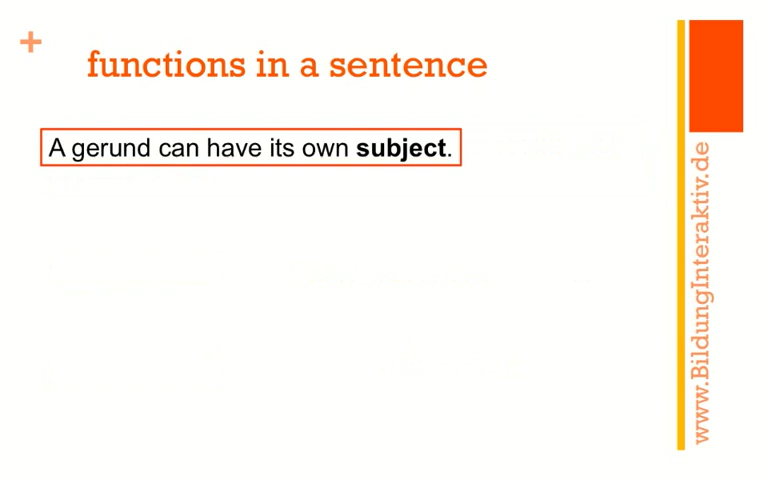 +
functions in a sentence
A gerund can have its own subject.
www.BildungInteraktiv.de